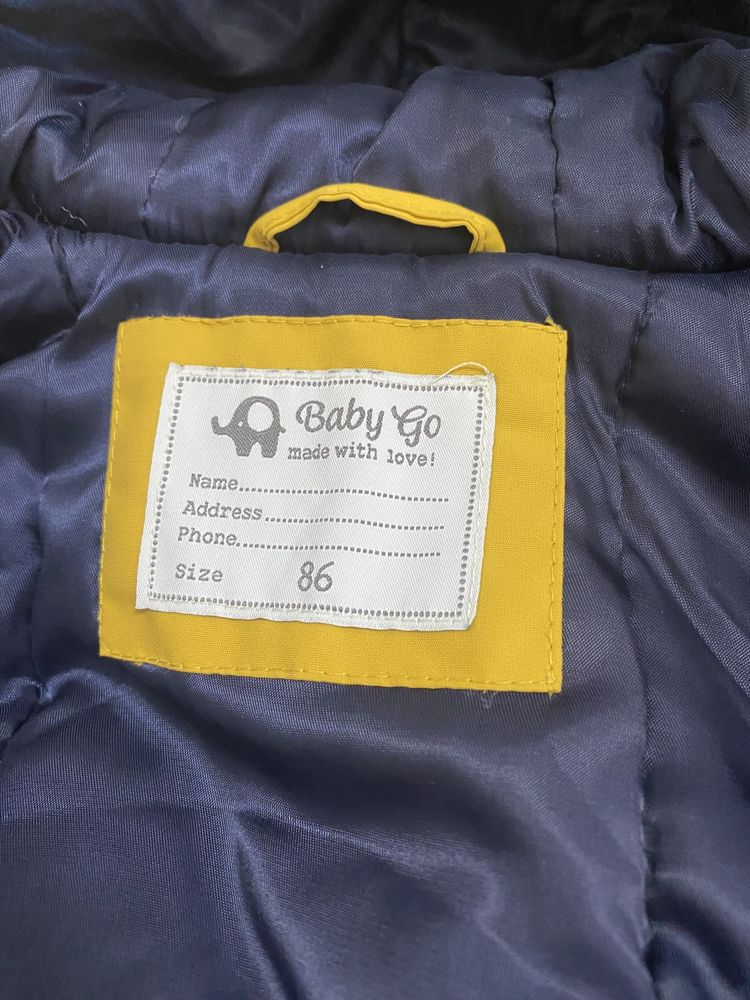 Baby Go
made with love!
Name
Address
Phone
Size 86